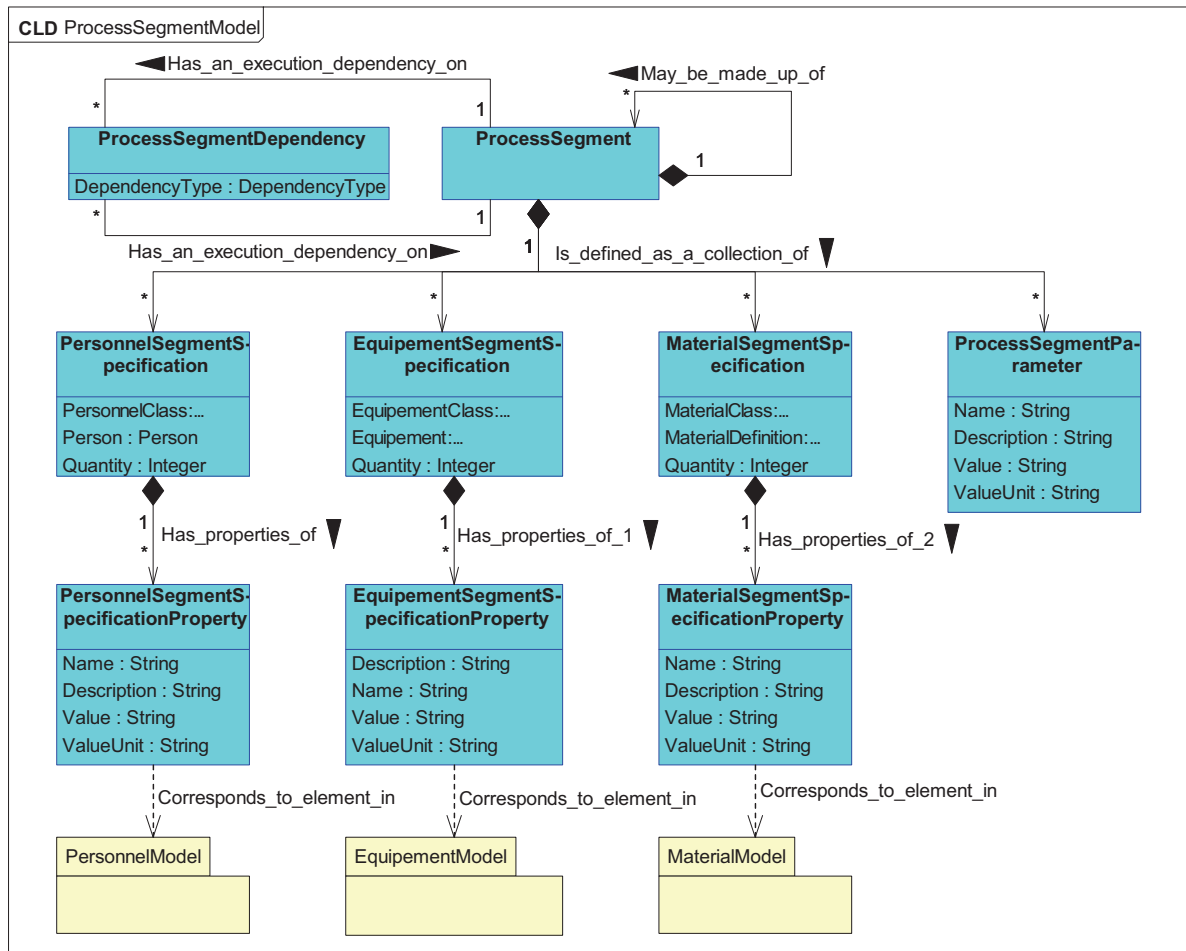 CLD ProcessSegmentModel
Has_an_execution_dependency_on
May_be_made_up_of
*
1
*
ProcessSegmentDependency
DependencyType : DependencyType
ProcessSegment
1
*
1
Has_an_execution_dependency_on
1
Is_defined_as_a_collection_of
*
*
*
*
PersonnelSegmentS-
pecification
PersonnelClass:...
Person : Person
Quantity : Integer
EquipementSegmentS-
pecification
EquipementClass:...
Equipement:...
Quantity : Integer
MaterialSegmentSp-
ecification
MaterialClass:...
MaterialDefinition:...
Quantity : Integer
ProcessSegmentPa-
rameter
Name : String
Description : String
Value : String
ValueUnit : String
1
Has_properties_of
*
1
Has_properties_of_1
*
1
Has_properties_of_2
*
PersonnelSegmentS-
pecificationProperty
Name : String
Description : String
Value : String
ValueUnit : String
EquipementSegmentS-
pecificationProperty
Description : String
Name : String
Value : String
ValueUnit : String
MaterialSegmentSp-
ecificationProperty
Name : String
Description : String
Value : String
ValueUnit : String
Corresponds_to_element_in
Corresponds_to_element_in
Corresponds_to_element_in
PersonnelModel
EquipementModel
MaterialModel